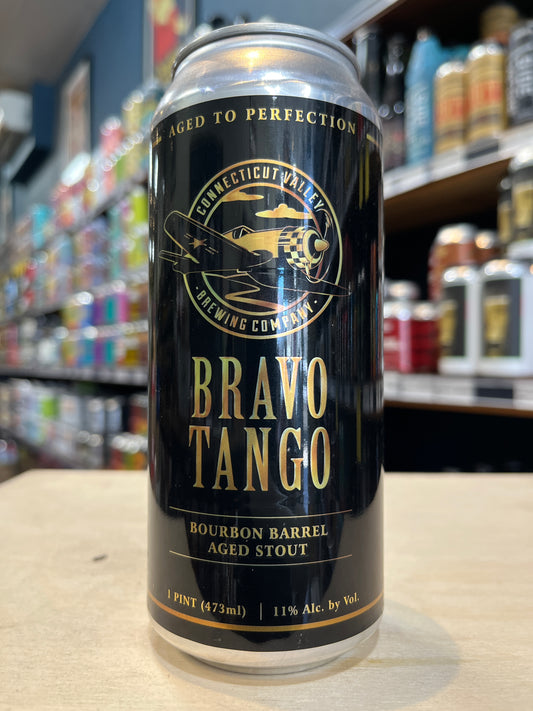 AGED TO PERFECTION
CONNECTICUT VALLEY
· BREWING COMPANY ·
BRAVO
TANGO
BOURBON BARREL
AGED STOUT
1 PINT (473ml) | 11% Alc. by Vol.